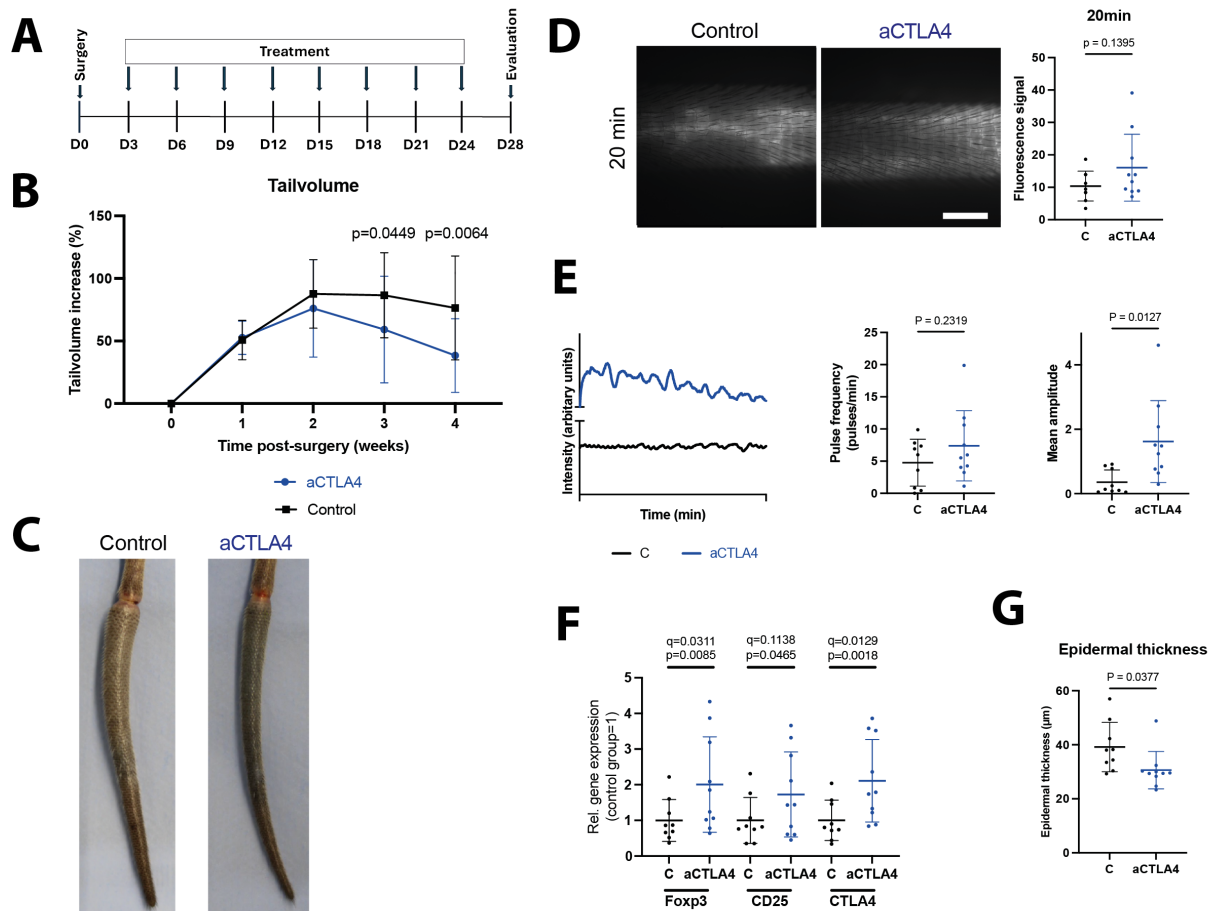 A
Surgery
Treatment
Evaluation
D0 D3 D6 D9 D12 D15 D18 D21 D24 D28
B
Tailvolume
Tailvolume increase (%)
150
100
50
0
p=0.0449 p=0.0064
0 1 2 3 4
Time post-surgery (weeks)
aCTLA4
Control
C
Control aCTLA4
D
Control aCTLA4
20 min
20min
p = 0.1395
Fluorescence signal
50
40
30
20
10
0
C aCTLA4
E
Intensity (arbitary units)
Time (min)
C aCTLA4
P = 0.2319
Pulse frequency
(pulses/min)
25
20
15
10
5
0
C aCTLA4
P = 0.0127
Mean amplitude
4
2
0
C aCTLA4
F
q=0.0311 q=0.1138 q=0.0129
p=0.0085 p=0.0465 p=0.0018
Rel. gene expression
(control group=1)
5
4
3
2
1
0
C aCTLA4 C aCTLA4 C aCTLA4
Foxp3 CD25 CTLA4
G
Epidermal thickness
P = 0.0377
Epidermal thickness (µm)
60
40
20
0
C aCTLA4